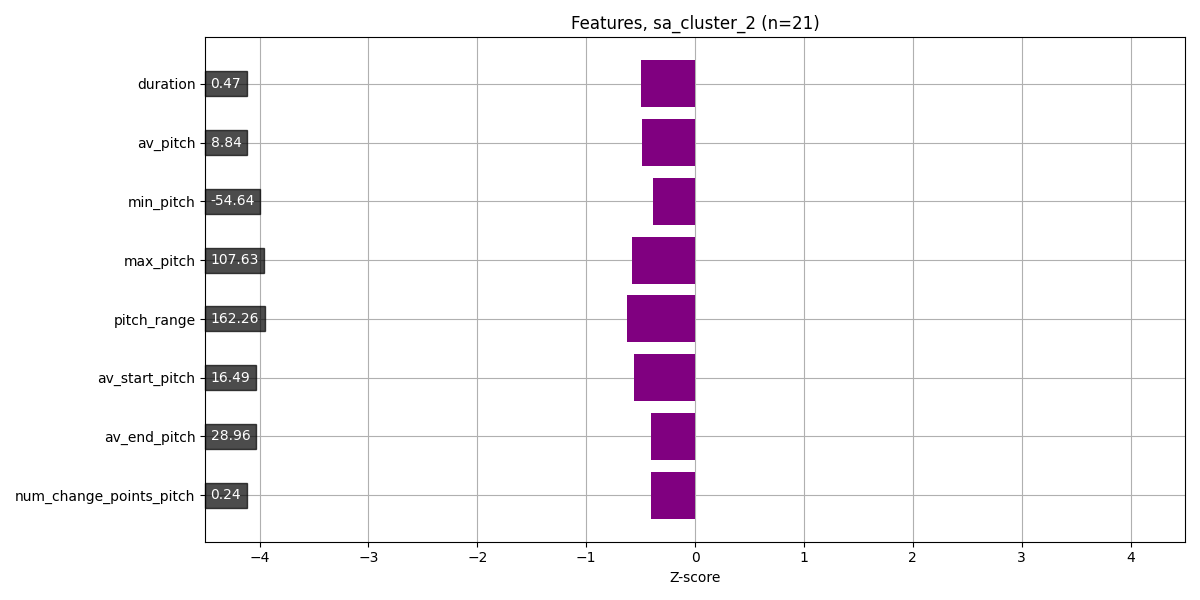 Features, sa_cluster_2 (n=21)
duration 0.47
av_pitch 8.84
min_pitch -54.64
max_pitch 107.63
pitch_range 162.26
av_start_pitch 16.49
av_end_pitch 28.96
num_change_points_pitch 0.24
−4 −3 −2 −1 0 1 2 3 4
Z-score